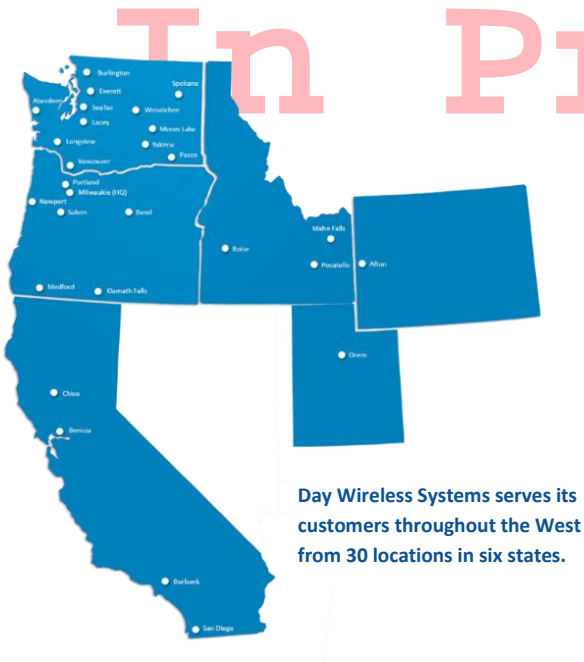 In Pr
Burlington
Spokane
Everett
Aberdeen
SeaTac
Wenatchee
Lacey
Moses Lake
Longview
Yakima
Pasco
Vancouver
Portland
Milwaukie (HQ)
Newport
Salem
Bend
Idaho Falls
Boise
Pocatello
Afton
Medford
Klamath Falls
Orem
Chico
Benicia
Day Wireless Systems serves its
customers throughout the West
from 30 locations in six states.
Burbank
San Diego